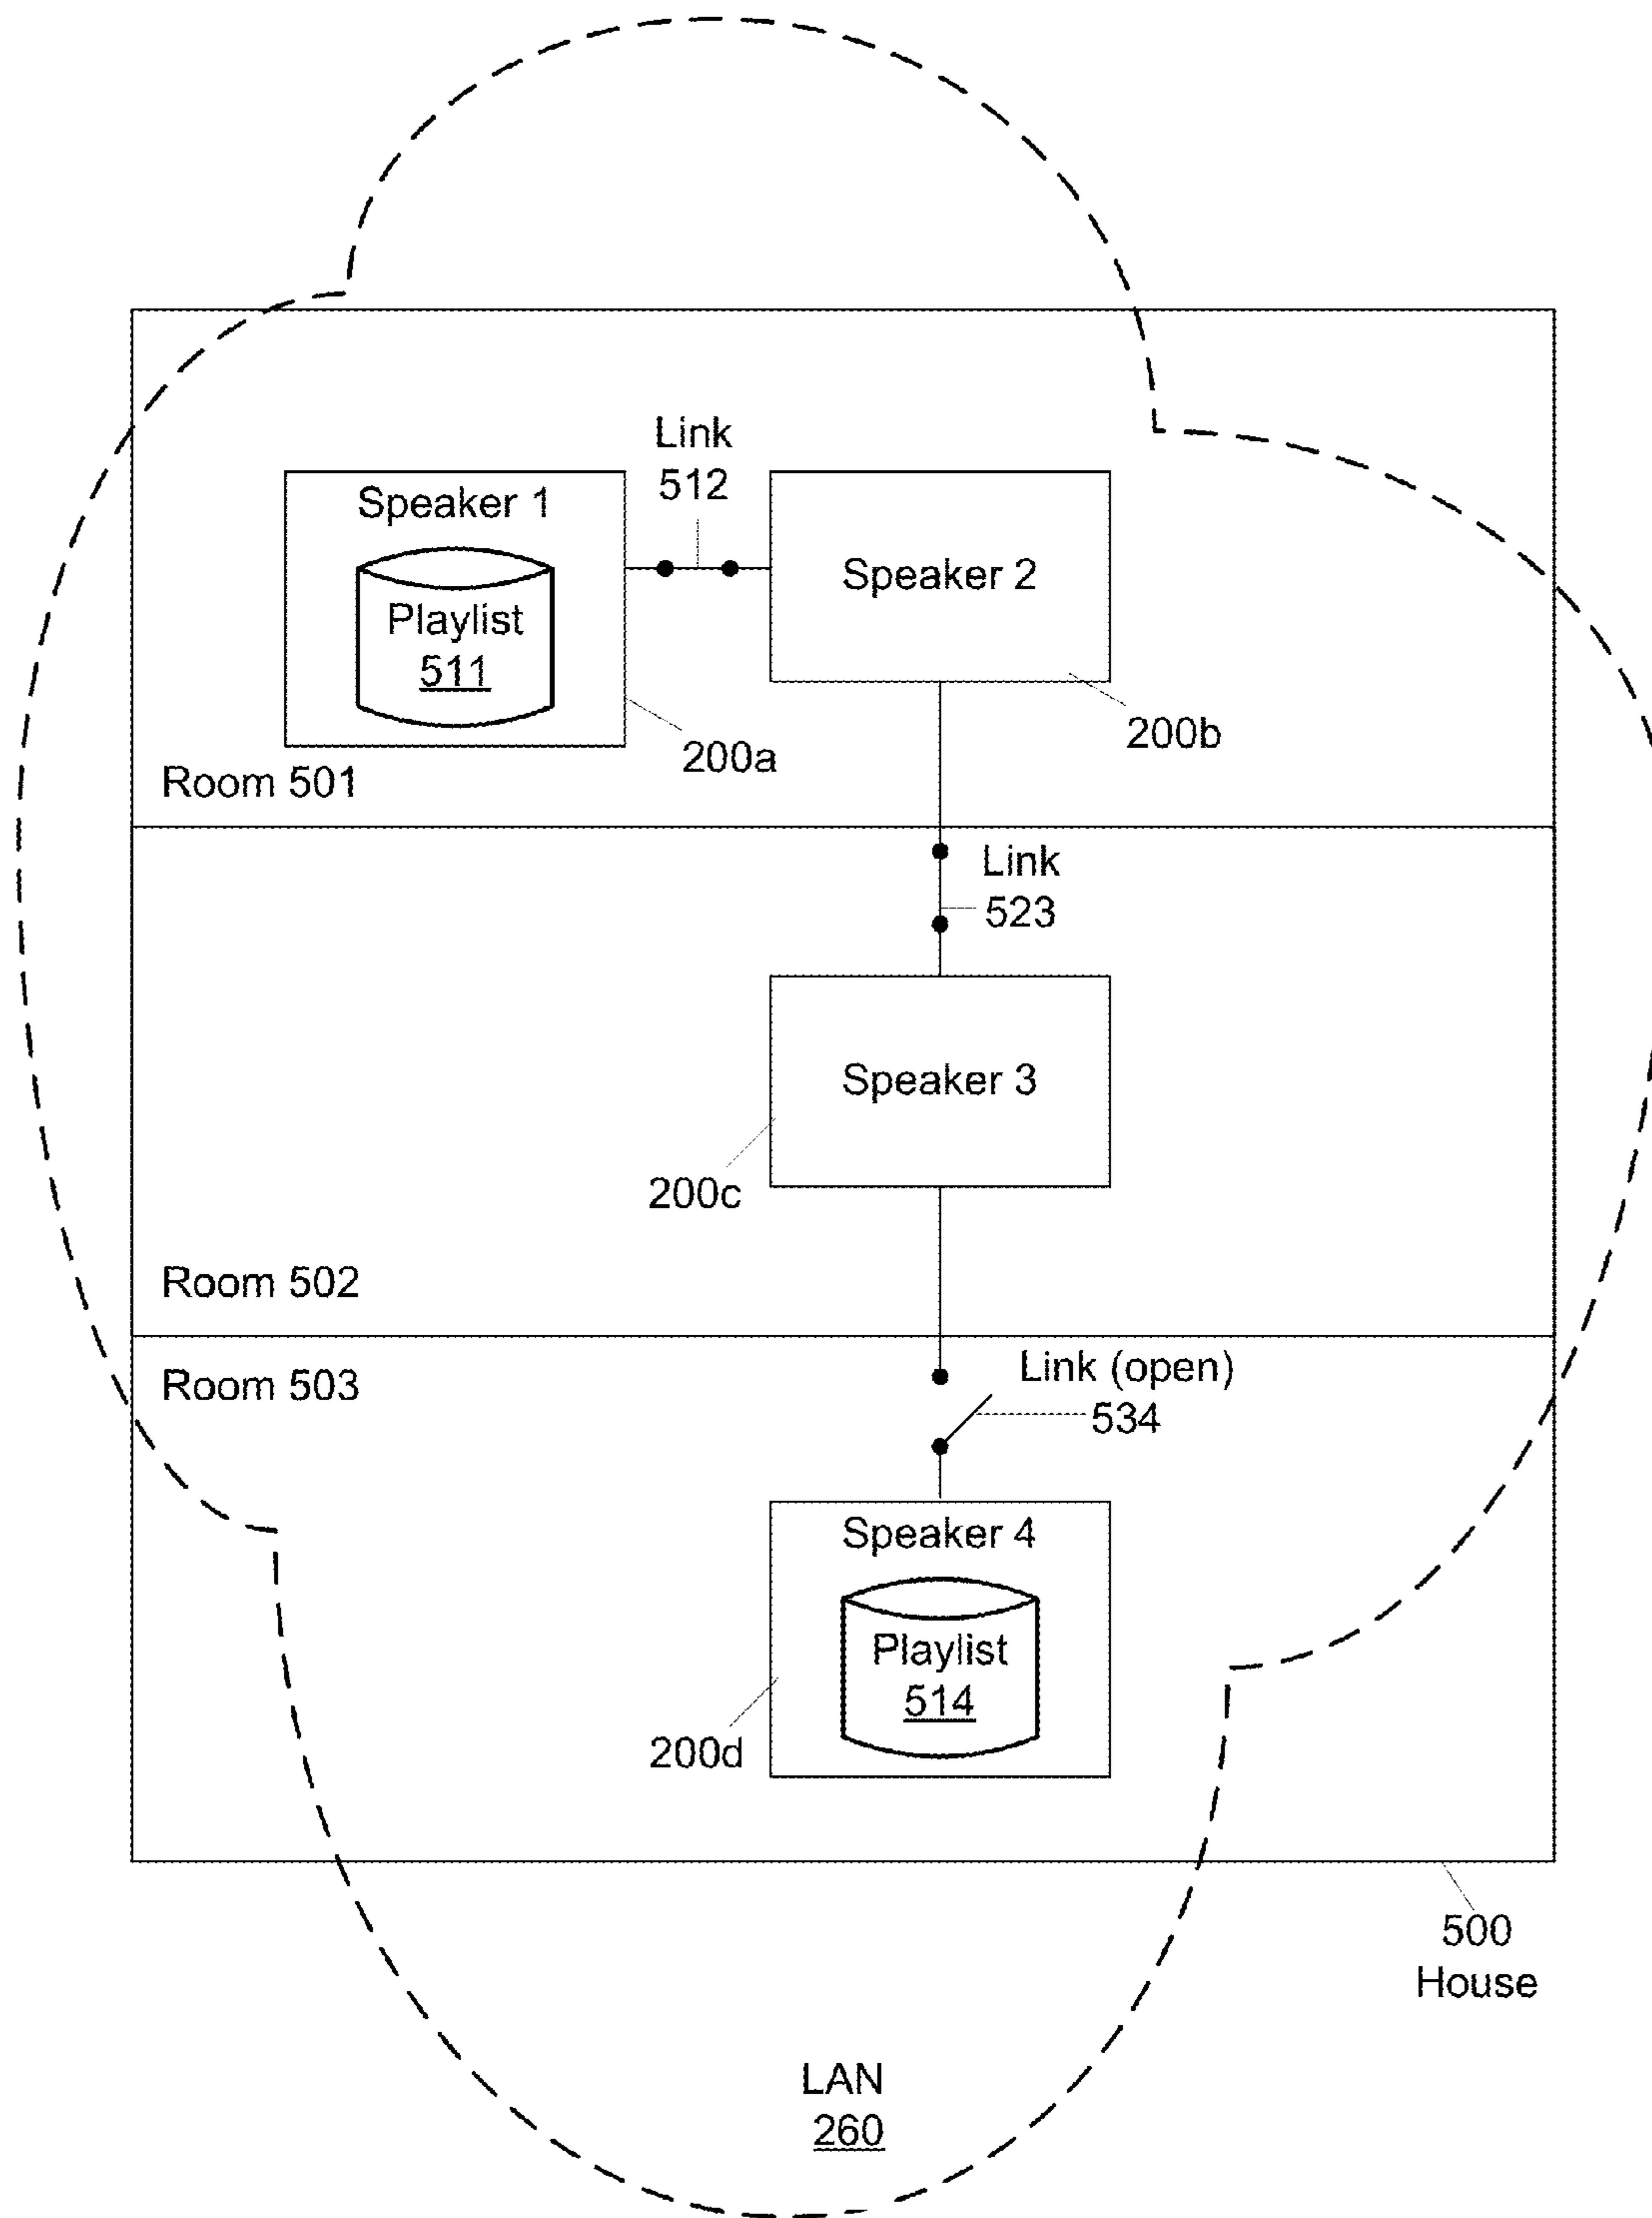 Link
512
Speaker 1
Playlist
511
Speaker 2
200a
200b
Room 501
Link
523
Speaker 3
200c
Room 502
Room 503
Link (open)
534
Speaker 4
Playlist
514
200d
500
House
LAN
260